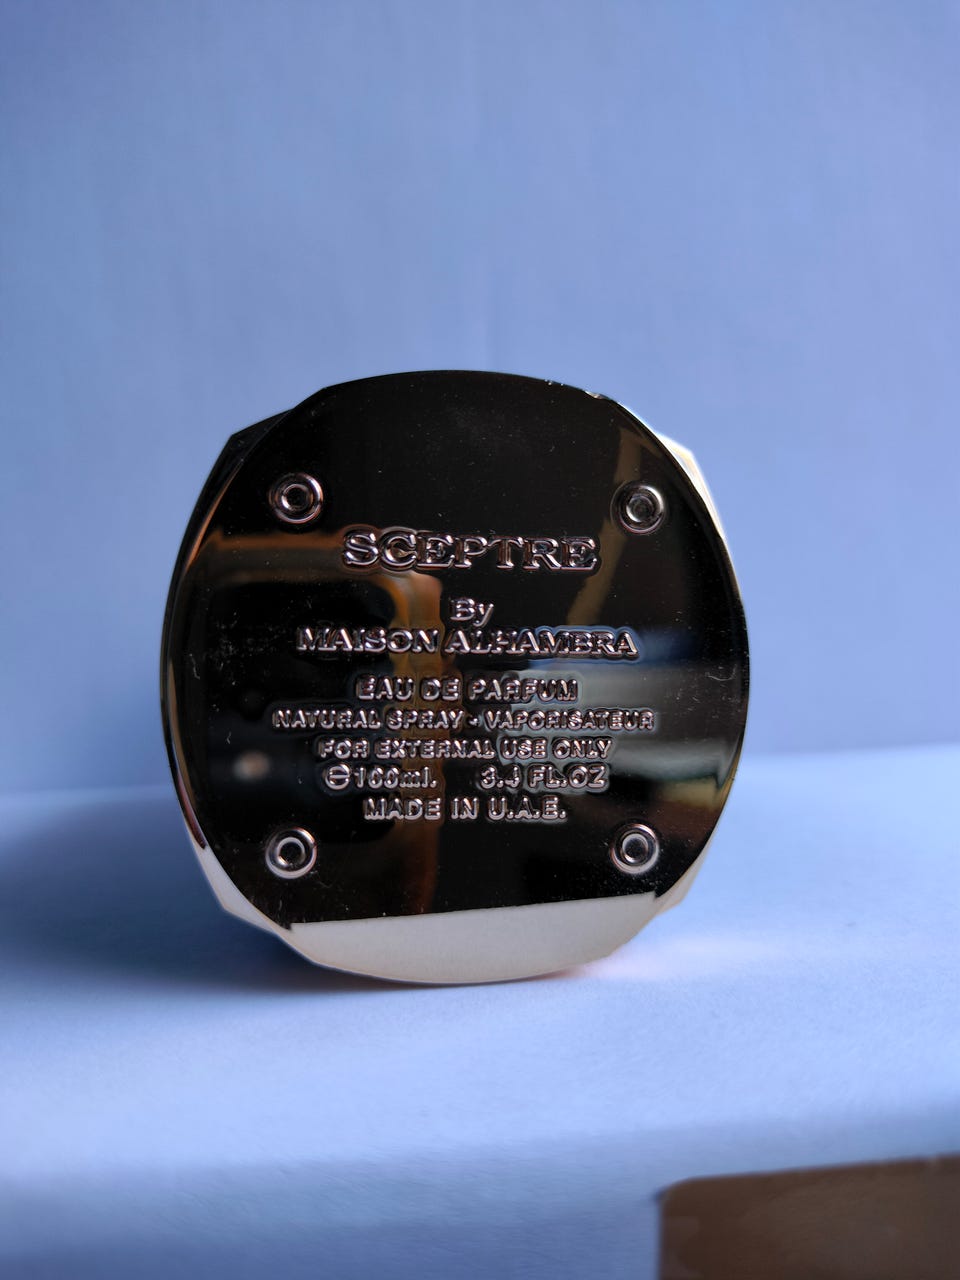 SCEPTRE
By
MAISON ALHAMBRA
EAU DE PARFUM
NATURAL SPRAY - VAPORISATEUR
FOR EXTERNAL USE ONLY
℮100ml. 3.4 FL.OZ
MADE IN U.A.E.